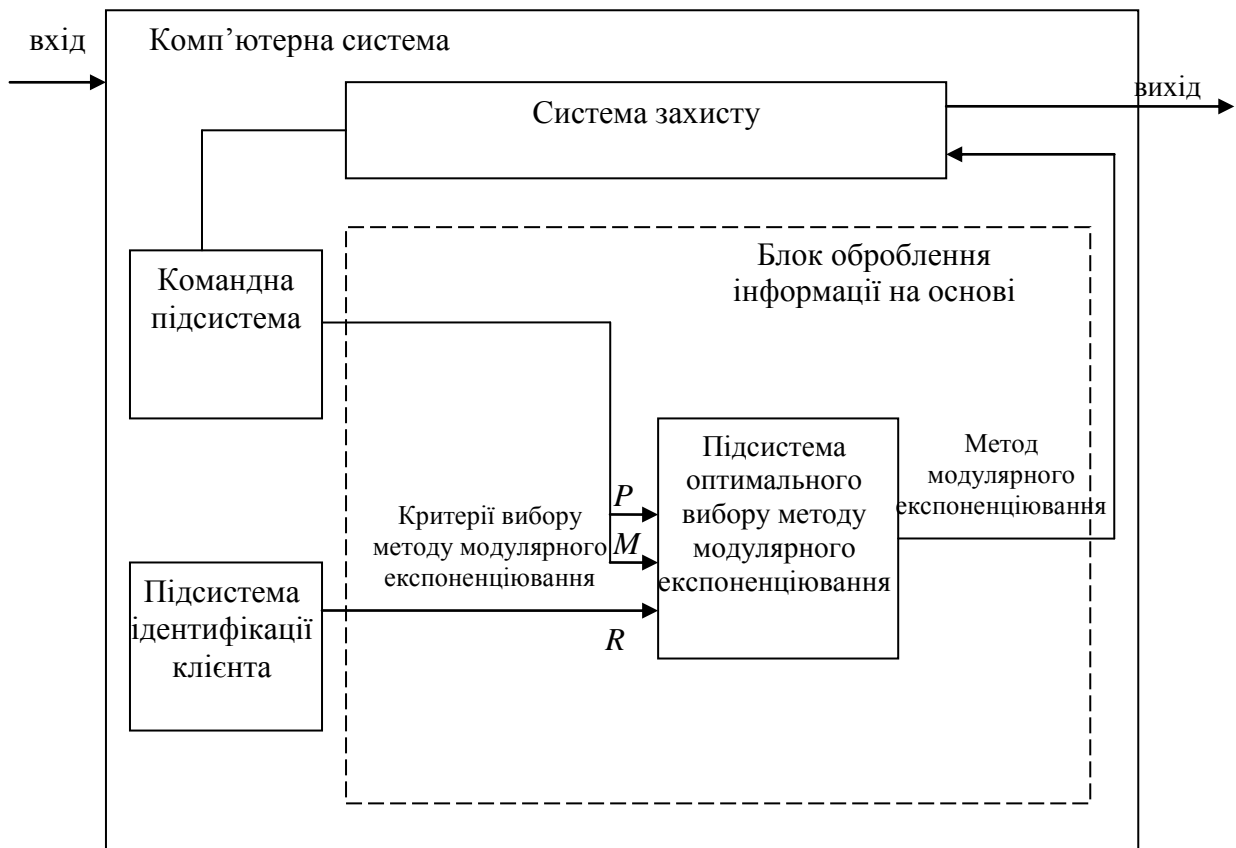 вхід
Комп’ютерна система
вихід
Система захисту
Блок оброблення
інформації на основі
Командна
підсистема
Підсистема
оптимального
вибору методу
модулярного
експоненціювання
Метод
модулярного
експоненціювання
P
Критерії вибору
методу модулярного
експоненціювання
M
Підсистема
ідентифікації
клієнта
R